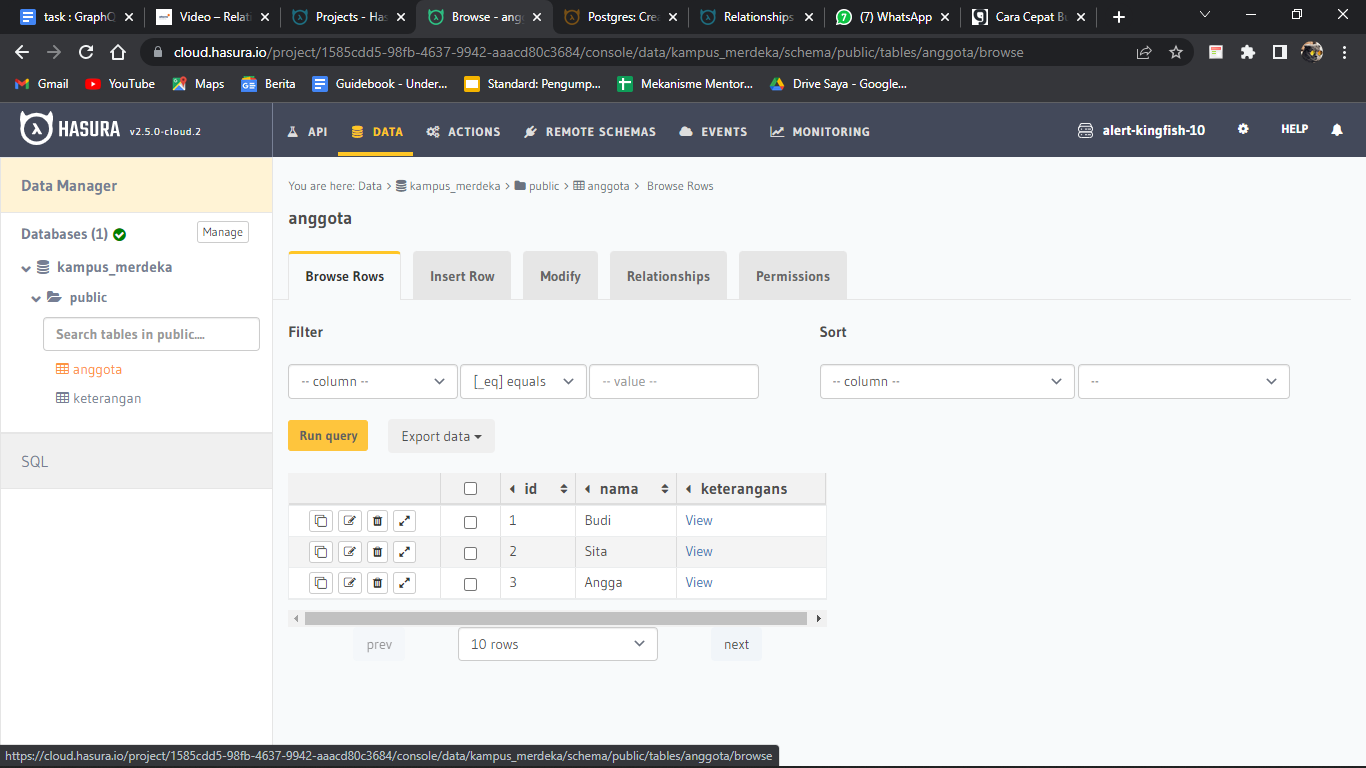 task : GraphQ
Video – Relati
Projects - Has
Browse - angg
Postgres: Crea
Relationships
(7) WhatsApp
Cara Cepat Bu
cloud.hasura.io/project/1585cdd5-98fb-4637-9942-aaacd80c3684/console/data/kampus_merdeka/schema/public/tables/anggota/browse
Gmail
YouTube
Maps
Berita
Guidebook - Under...
Standard: Pengump...
Mekanisme Mentor...
Drive Saya - Google...
HASURA v2.5.0-cloud.2
API
DATA
ACTIONS
REMOTE SCHEMAS
EVENTS
MONITORING
alert-kingfish-10
HELP
Data Manager
Databases (1)
Manage
kampus_merdeka
public
Search tables in public....
anggota
keterangan
SQL
You are here: Data > kampus_merdeka > public > anggota > Browse Rows
anggota
Browse Rows
Insert Row
Modify
Relationships
Permissions
Filter
Sort
-- column --
[_eq] equals
-- value --
-- column --
--
Run query
Export data
id nama keterangans
1 Budi View
2 Sita View
3 Angga View
prev
10 rows
next
https://cloud.hasura.io/project/1585cdd5-98fb-4637-9942-aaacd80c3684/console/data/kampus_merdeka/schema/public/tables/anggota/browse